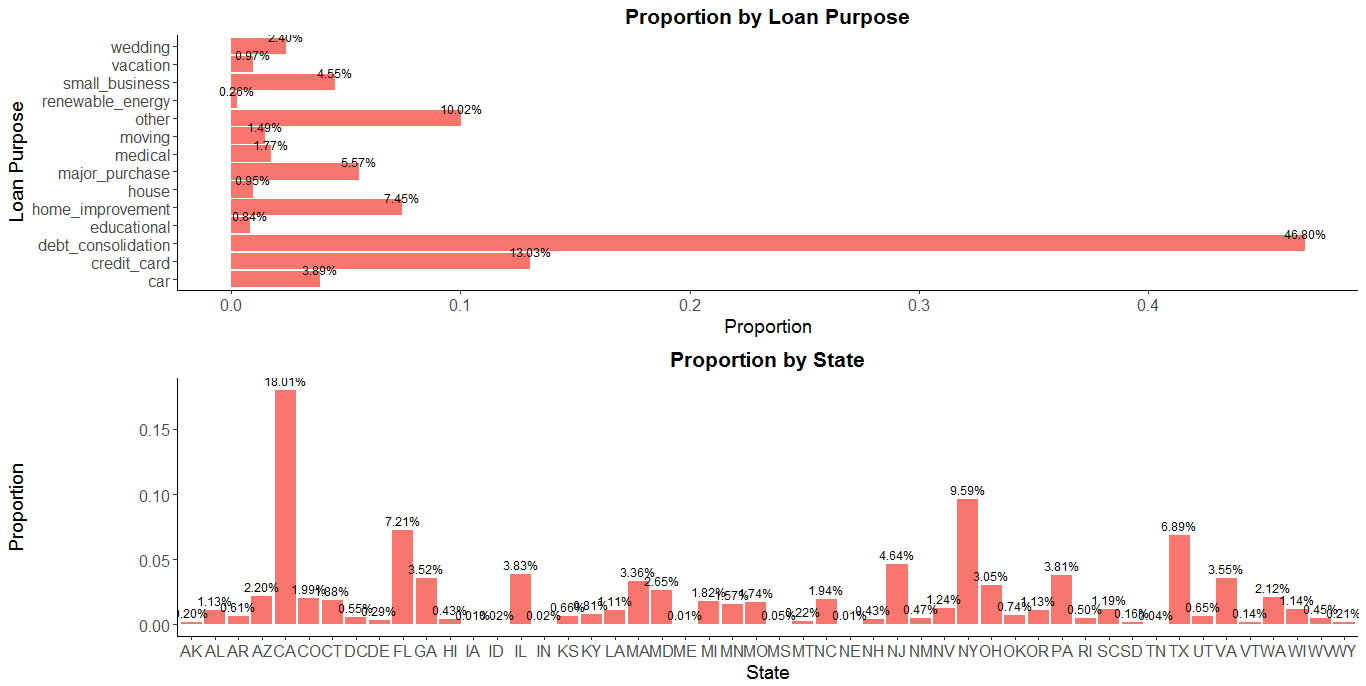 Proportion by Loan Purpose
Loan Purpose
wedding 2.40%
vacation 0.97%
small_business 4.55%
renewable_energy 0.26%
other 10.02%
moving 1.49%
medical 1.77%
major_purchase 5.57%
house 0.95%
home_improvement 7.45%
educational 0.84%
debt_consolidation 46.80%
credit_card 13.03%
car 3.89%
0.0 0.1 0.2 0.3 0.4
Proportion
Proportion by State
Proportion
0.15
0.10
0.05
0.00
0.20% 1.13% 0.61% 2.20% 18.01% 1.99% 1.88% 0.55% 0.29% 7.21% 3.52% 0.43% 0.01% 0.02% 3.83% 0.02% 0.66% 0.81% 1.11% 3.36% 2.65% 0.01% 1.82% 1.57% 1.74% 0.05% 0.22% 1.94% 0.01% 0.43% 4.64% 0.47% 1.24% 9.59% 3.05% 0.74% 1.13% 3.81% 0.50% 1.19% 0.16% 0.04% 6.89% 0.65% 3.55% 0.14% 2.12% 1.14% 0.45% 0.21%
AK AL AR AZ CA CO CT DC DE FL GA HI IA ID IL IN KS KY LA MA MD ME MI MN MO MS MT NC NE NH NJ NM NV NY OH OK OR PA RI SC SD TN TX UT VA VT WA WI WV WY
State